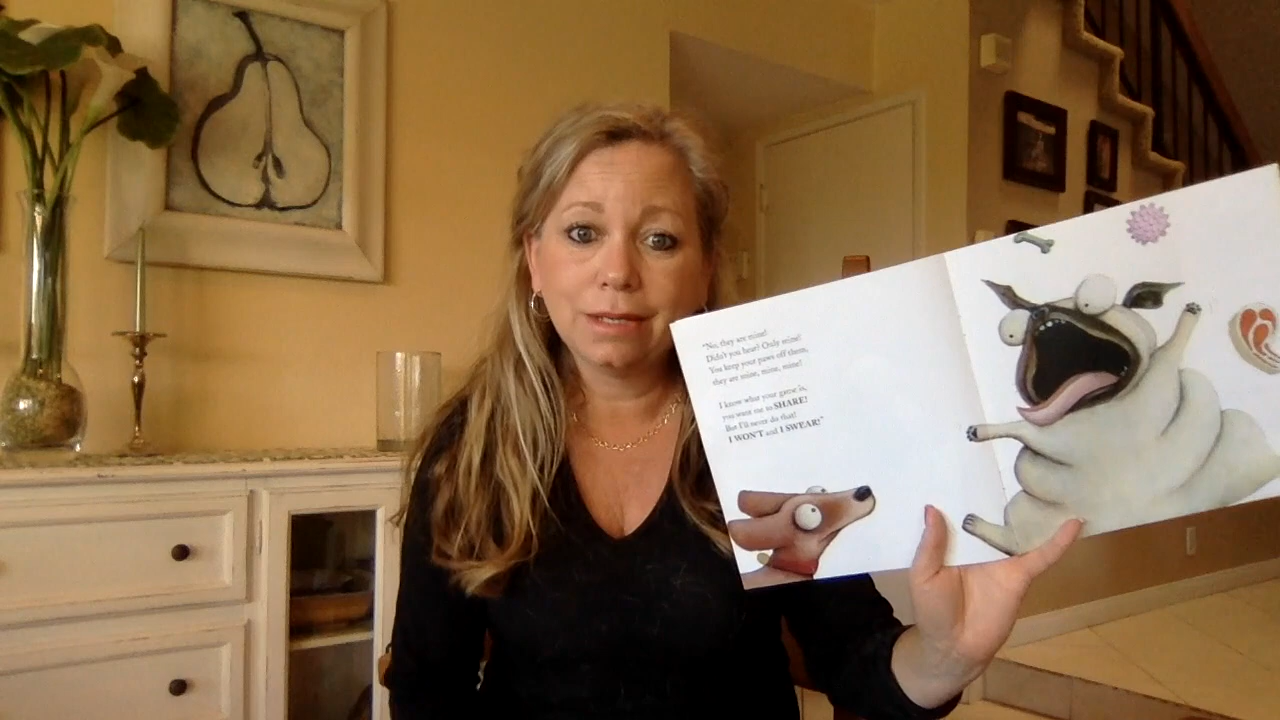 "No, they are mine!
Didn't you hear? Only mine!
You keep your paws off them,
they are mine, mine, mine!
I know what your game is,
you want me to SHARE!
But I'll never do that!
I WON'T and I SWEAR!"